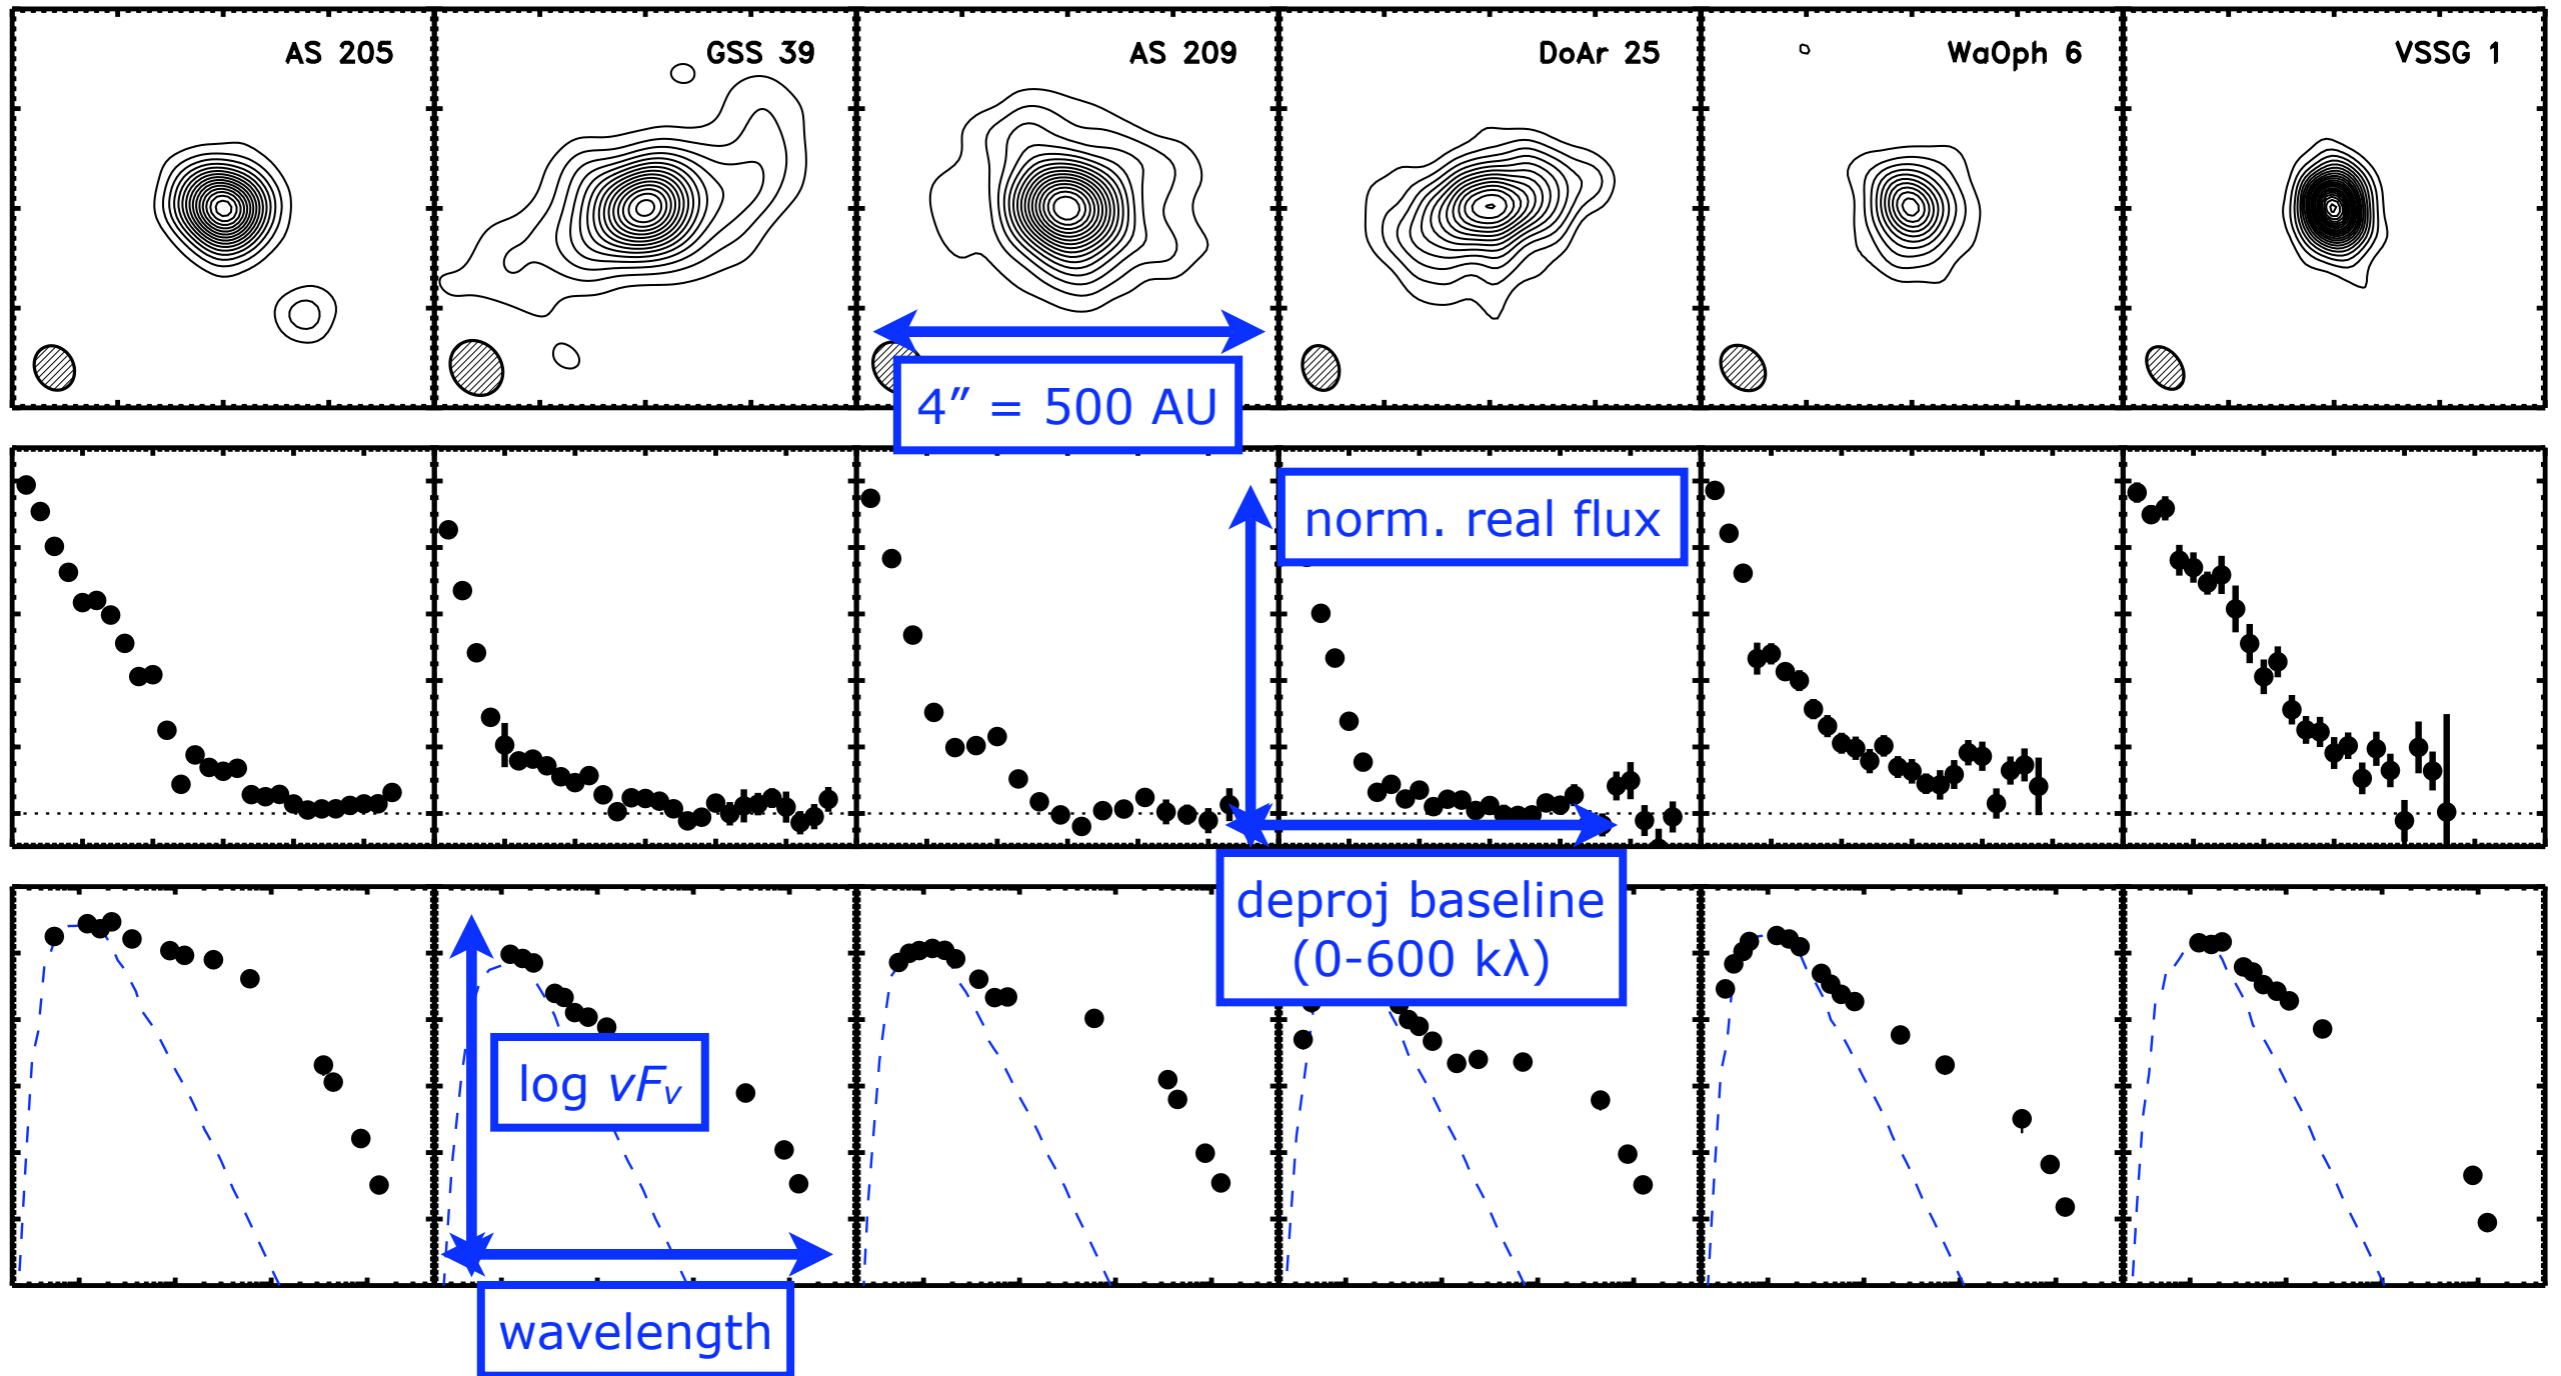 AS 205
GSS 39
AS 209
DoAr 25
WaOph 6
VSSG 1
4″ = 500 AU
norm. real flux
deproj baseline
(0-600 kλ)
log νFν
wavelength